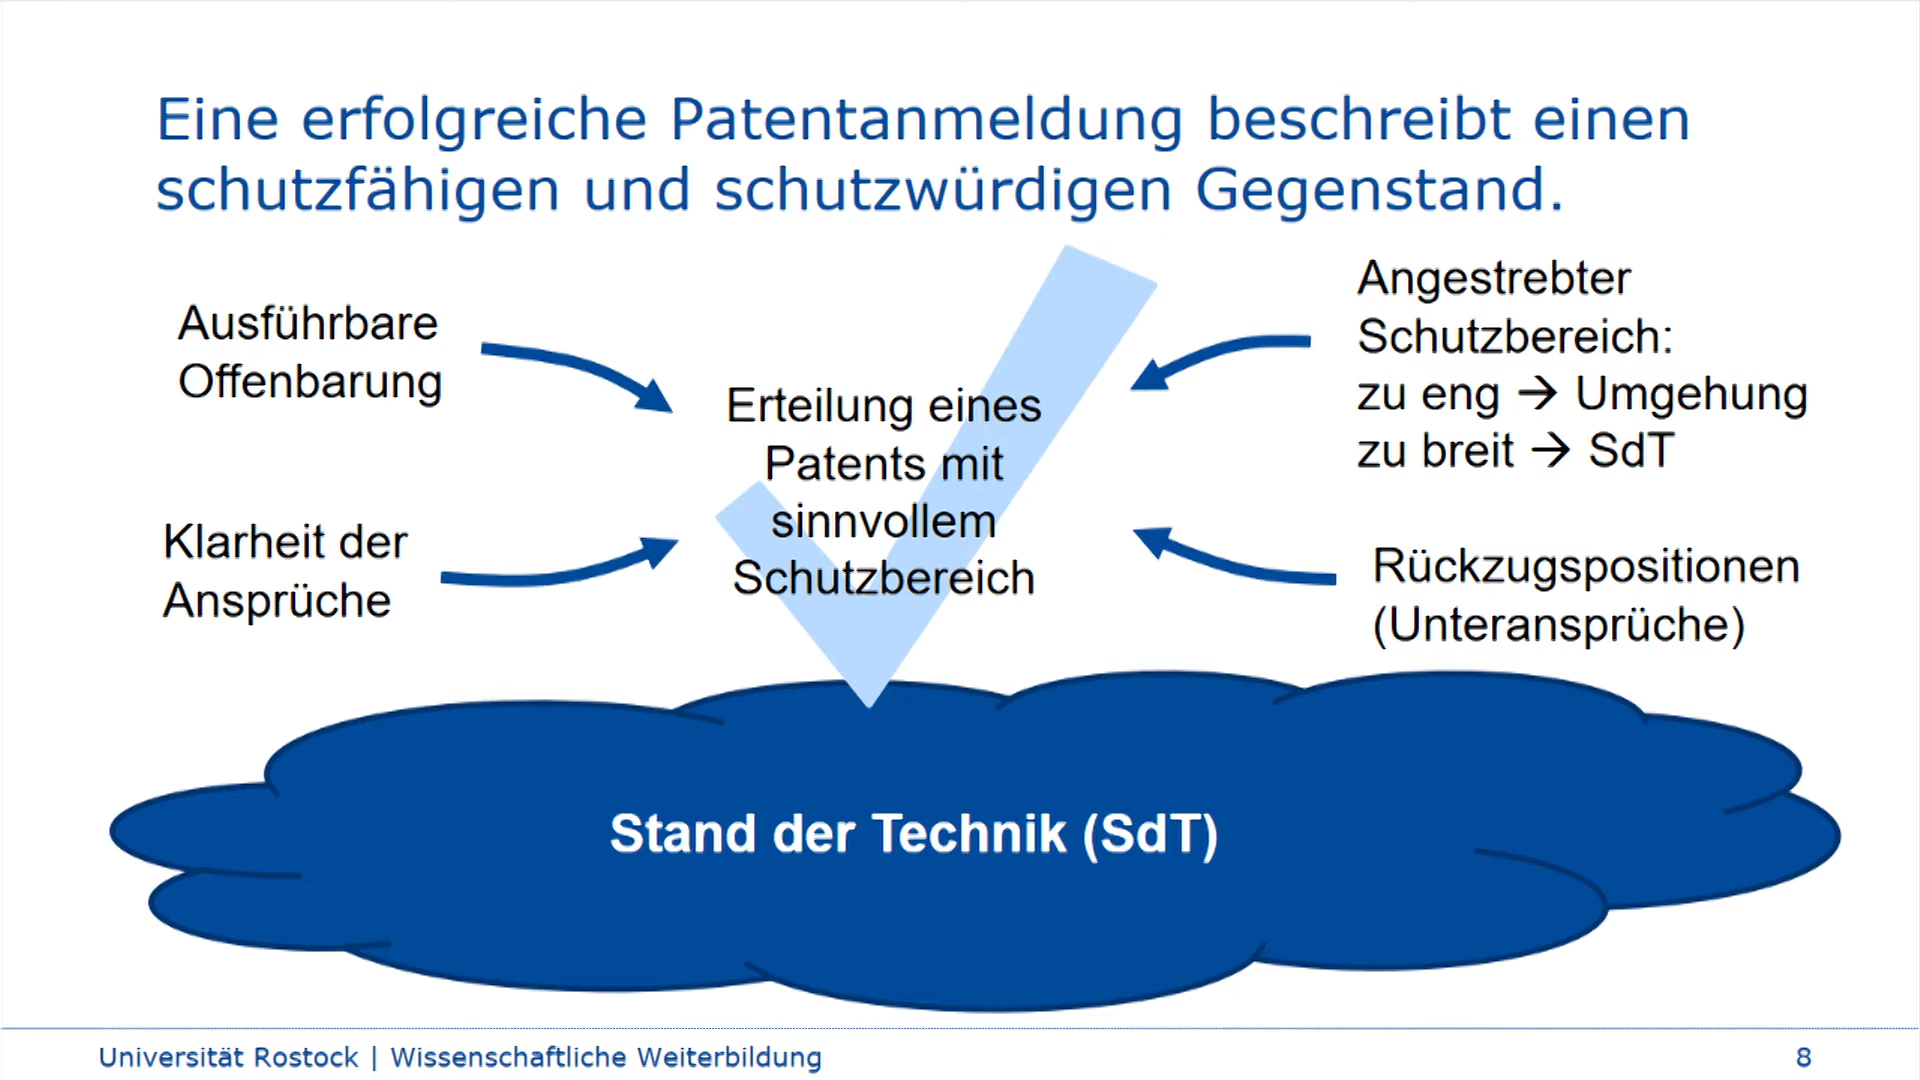 Eine erfolgreiche Patentanmeldung beschreibt einen
schutzfähigen und schutzwürdigen Gegenstand.
Ausführbare
Offenbarung
Klarheit der
Ansprüche
Erteilung eines
Patents mit
sinnvollem
Schutzbereich
Angestrebter
Schutzbereich:
zu eng → Umgehung
zu breit → SdT
Rückzugspositionen
(Unteransprüche)
Stand der Technik (SdT)
Universität Rostock | Wissenschaftliche Weiterbildung
8